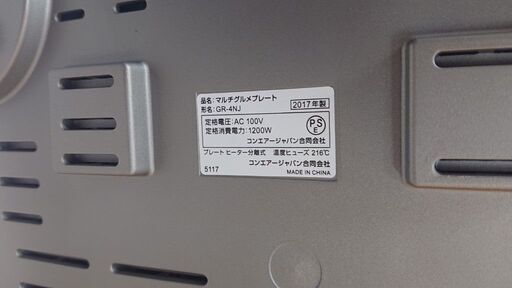 品名:マルチグルメプレート
形名:GR-4NJ 2017年製
定格電圧:AC 100V
定格消費電力:1200W
PS
E
コンエアージャパン合同会社
プレート ヒーター分離式 温度ヒューズ 216℃
コンエアージャパン合同会社
5117 MADE IN CHINA